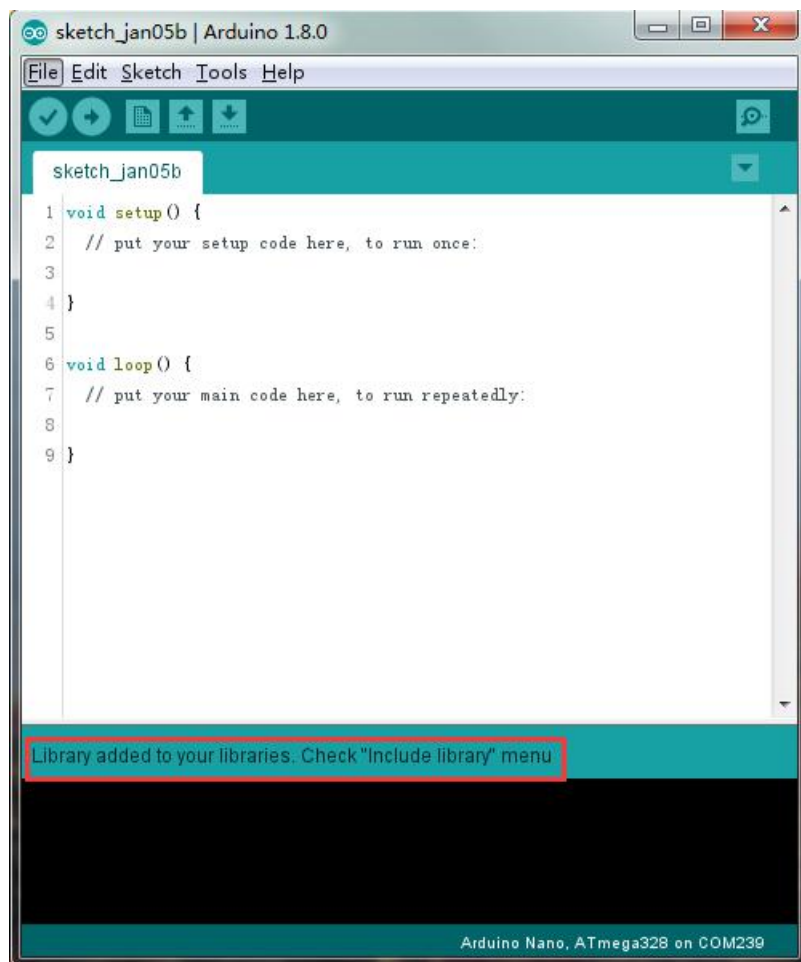 sketch_jan05b | Arduino 1.8.0
File Edit Sketch Tools Help
sketch_jan05b
1 void setup() {
2 // put your setup code here, to run once:
3
4 }
5
6 void loop() {
7 // put your main code here, to run repeatedly:
8
9 }
Library added to your libraries. Check "Include library" menu
Arduino Nano, ATmega328 on COM239